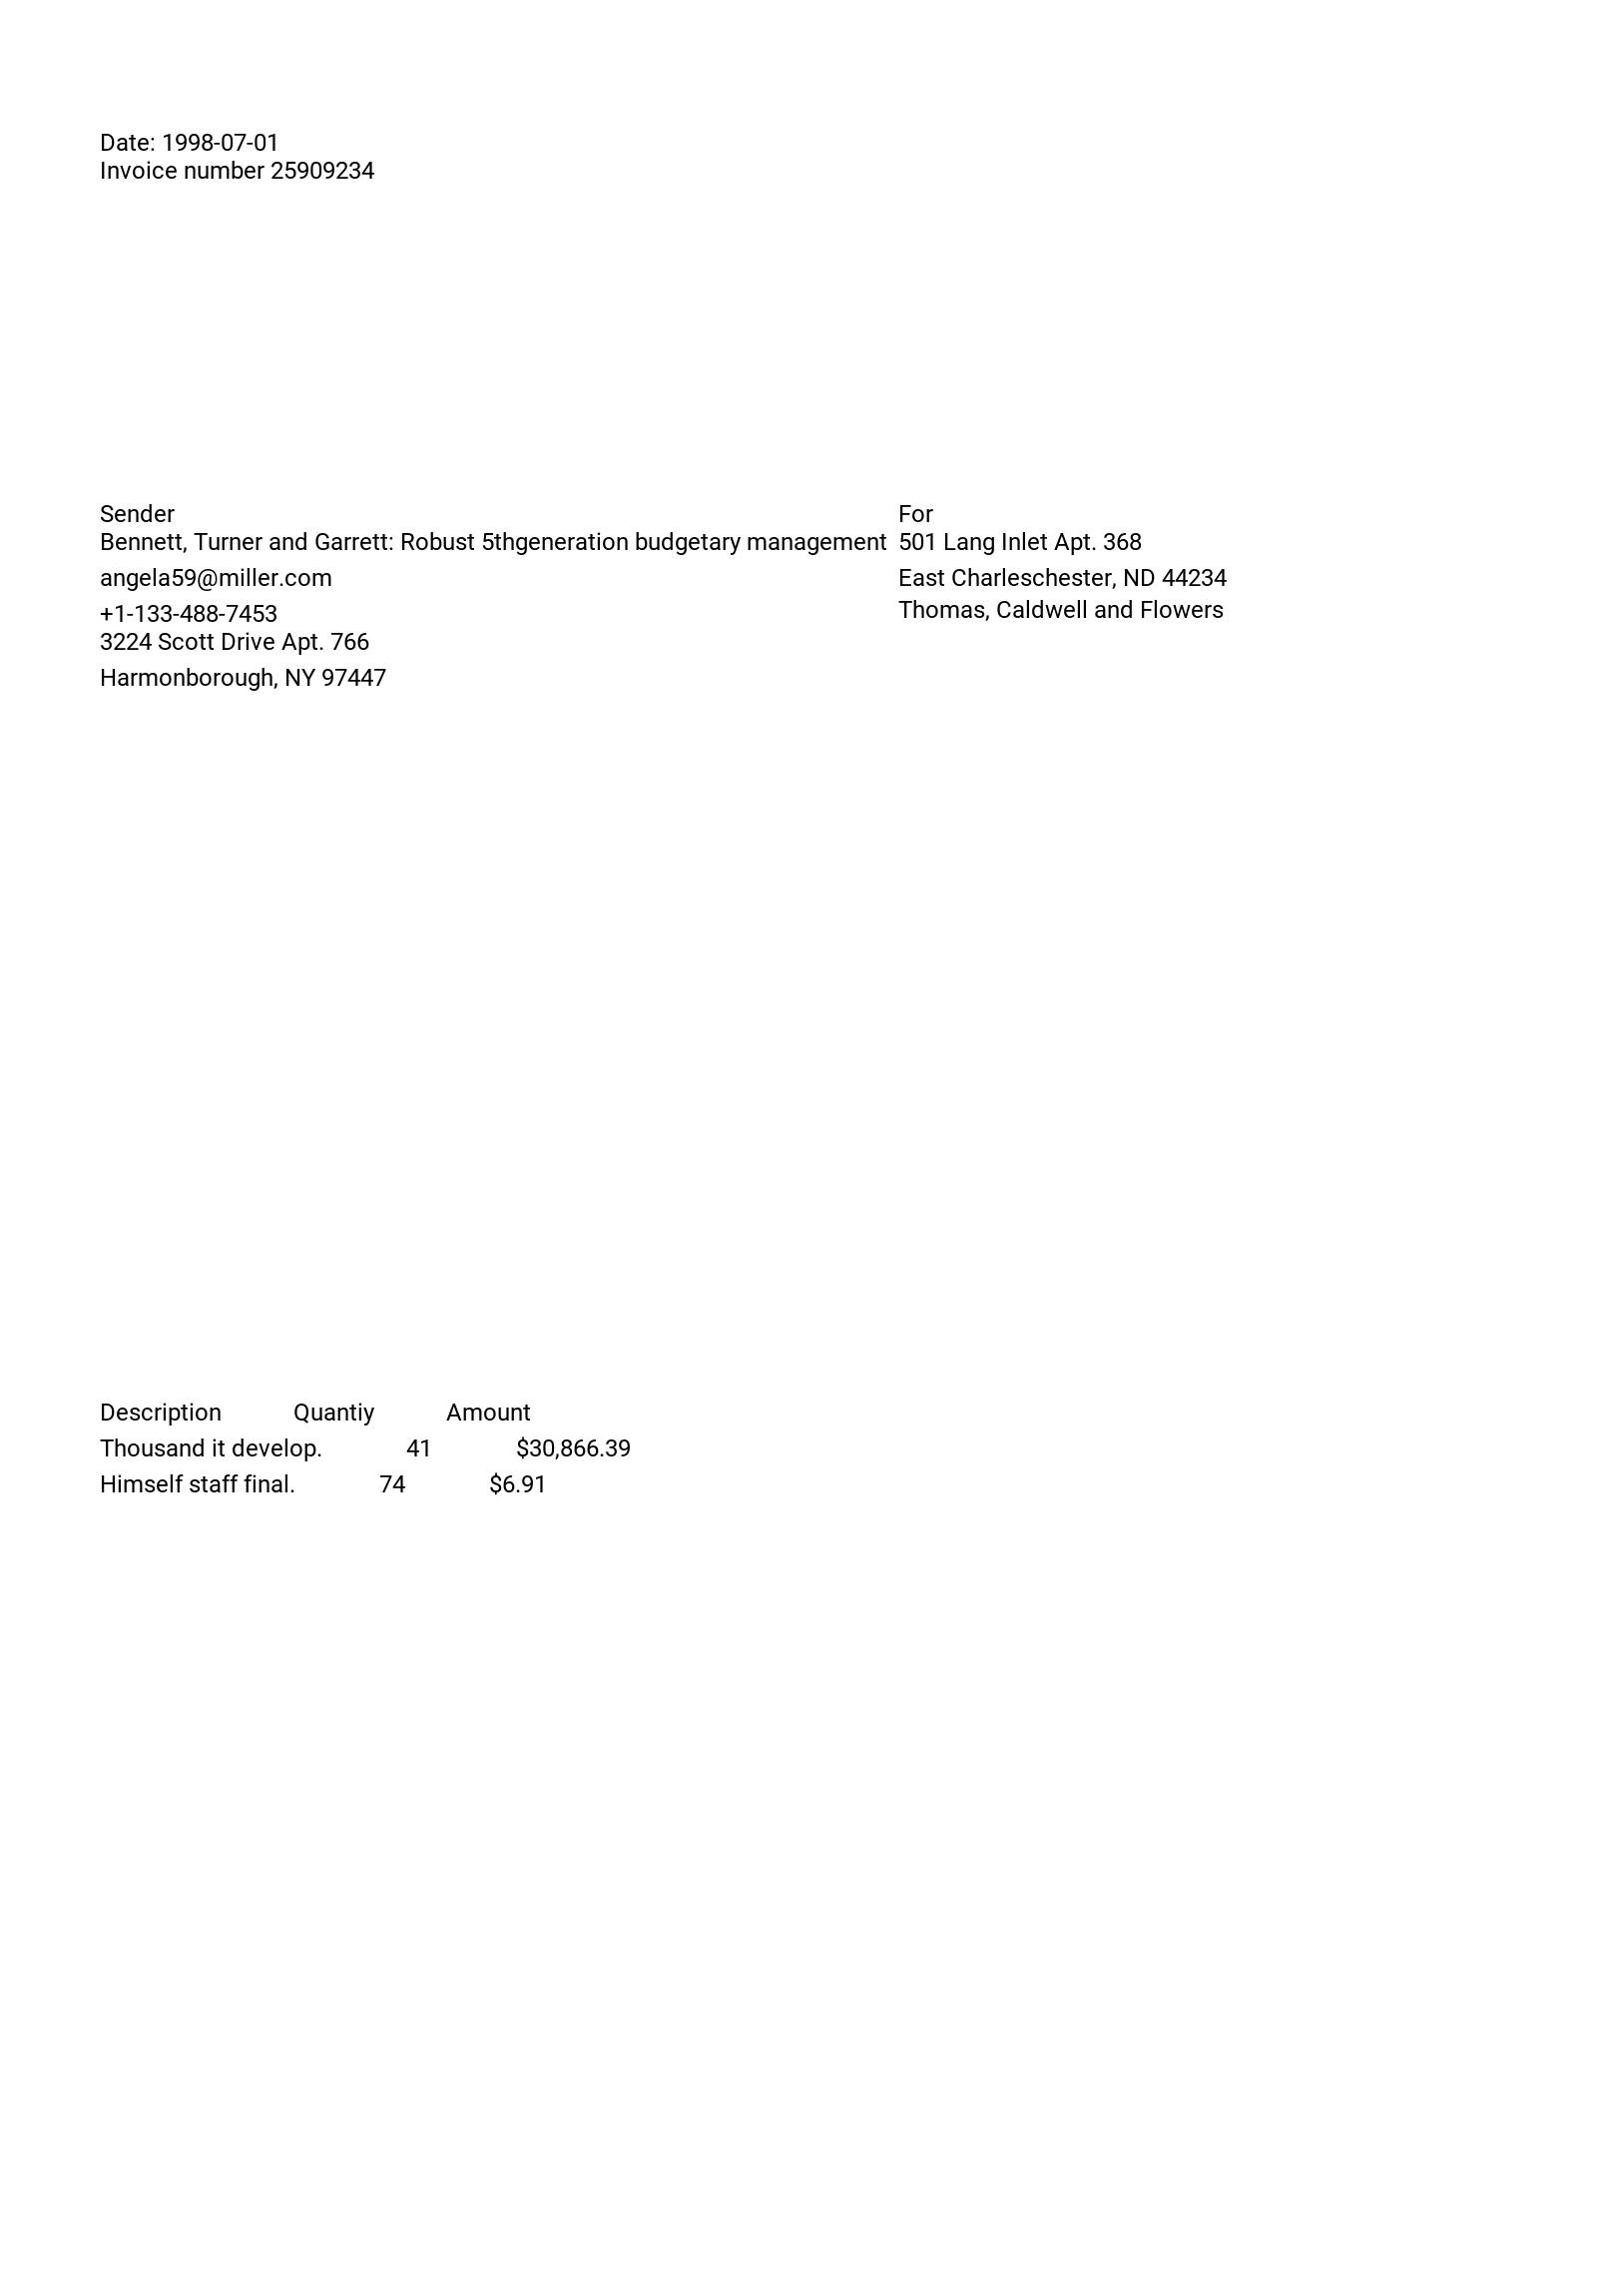 Date: 1998-07-01
Invoice number 25909234
Sender
Bennett, Turner and Garrett: Robust 5thgeneration budgetary management
angela59@miller.com
+1-133-488-7453
3224 Scott Drive Apt. 766
Harmonborough, NY 97447
For
501 Lang Inlet Apt. 368
East Charleschester, ND 44234
Thomas, Caldwell and Flowers
Description Quantiy Amount
Thousand it develop. 41 $30,866.39
Himself staff final. 74 $6.91